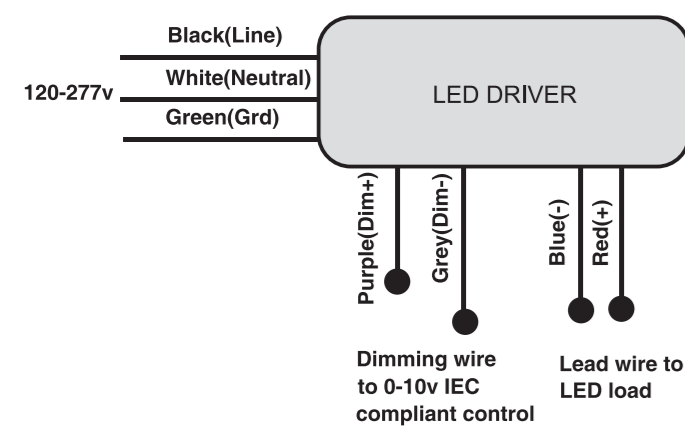 Black(Line)
120-277v
White(Neutral)
Green(Grd)
LED DRIVER
Purple(Dim+)
Grey(Dim-)
Blue(-)
Red(+)
Dimming wire
to 0-10v IEC
compliant control
Lead wire to
LED load